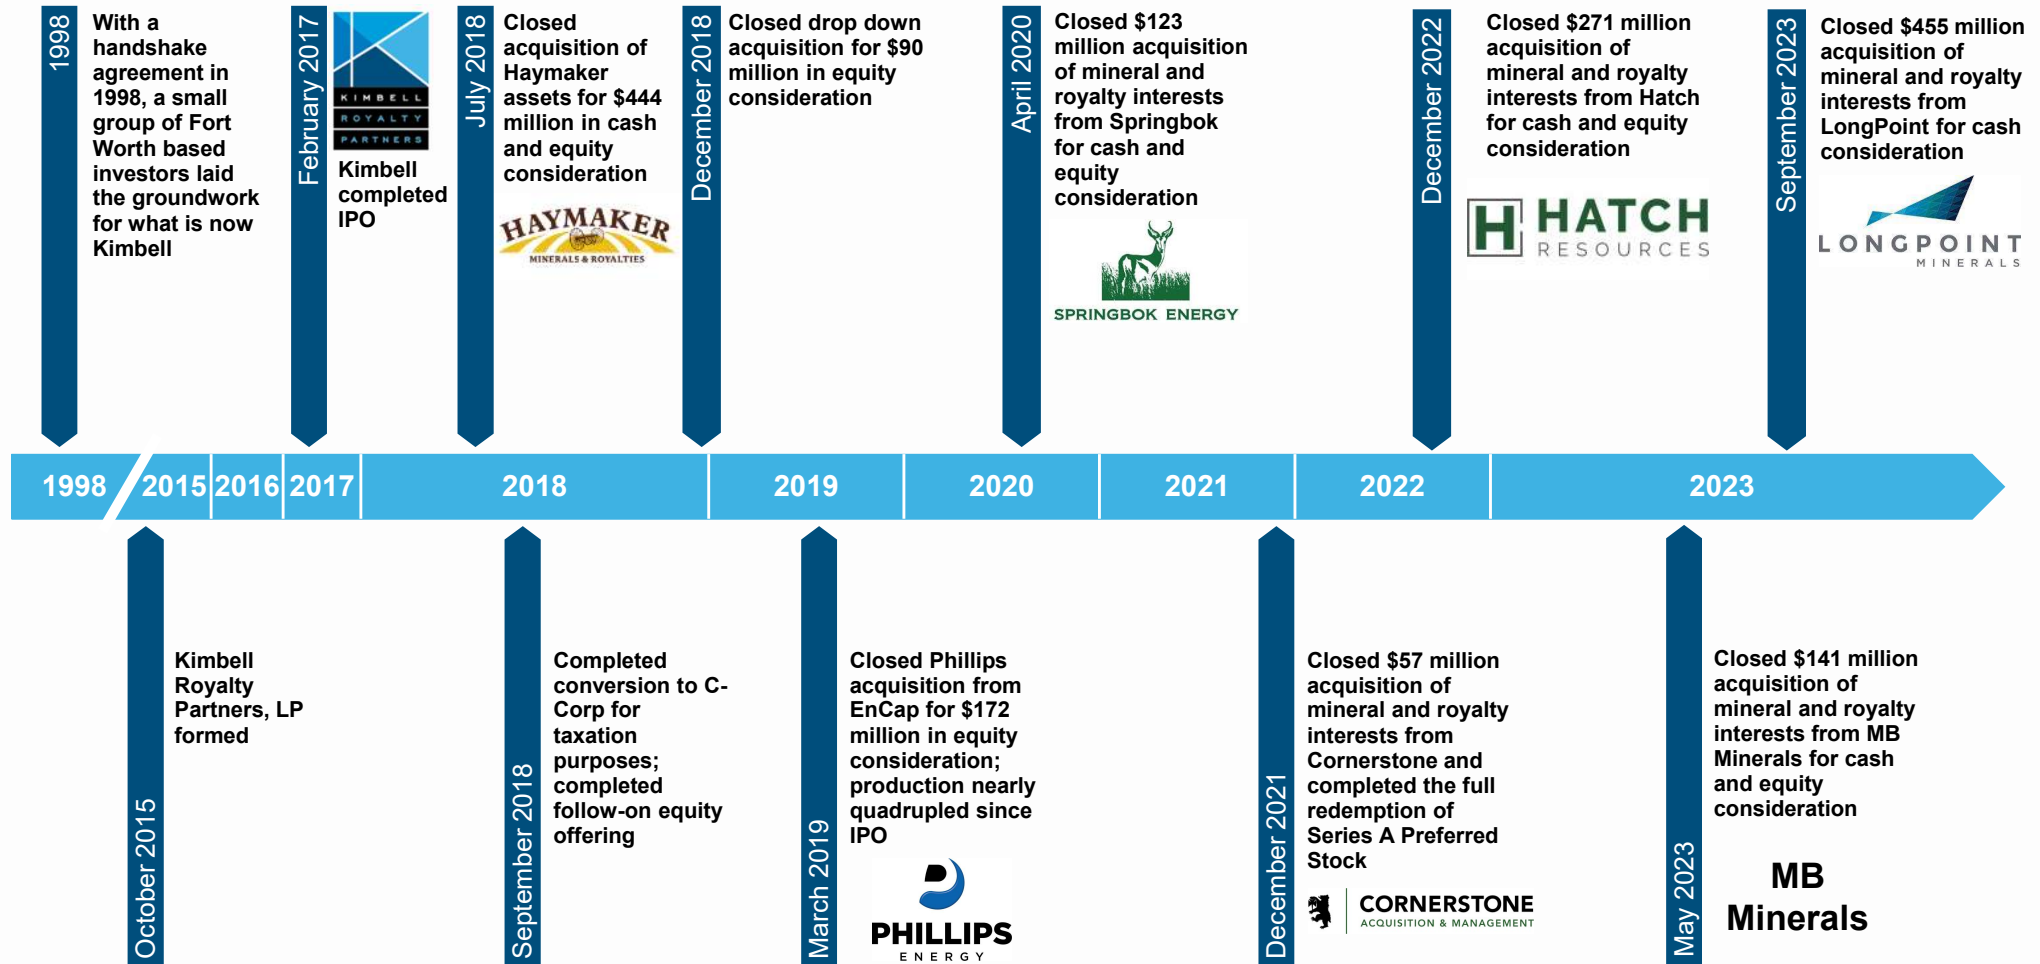 1998
With a
handshake
agreement in
1998, a small
group of Fort
Worth based
investors laid
the groundwork
for what is now
Kimbell
February 2017
KIMBELL
ROYALTY
PARTNERS
Kimbell
completed
IPO
July 2018
Closed
acquisition of
Haymaker
assets for $444
million in cash
and equity
consideration
HAYMAKER
MINERALS & ROYALTIES
December 2018
Closed drop down
acquisition for $90
million in equity
consideration
April 2020
Closed $123
million acquisition
of mineral and
royalty interests
from Springbok
for cash and
equity
consideration
SPRINGBOK ENERGY
December 2022
Closed $271 million
acquisition of
mineral and royalty
interests from Hatch
for cash and equity
consideration
H HATCH
RESOURCES
September 2023
Closed $455 million
acquisition of
mineral and royalty
interests from
LongPoint for cash
consideration
LONGPOINT
MINERALS
1998 2015 2016 2017 2018 2019 2020 2021 2022 2023
October 2015
Kimbell
Royalty
Partners, LP
formed
September 2018
Completed
conversion to C-
Corp for
taxation
purposes;
completed
follow-on equity
offering
March 2019
Closed Phillips
acquisition from
EnCap for $172
million in equity
consideration;
production nearly
quadrupled since
IPO
PHILLIPS
ENERGY
December 2021
Closed $57 million
acquisition of
mineral and royalty
interests from
Cornerstone and
completed the full
redemption of
Series A Preferred
Stock
CORNERSTONE
ACQUISITION & MANAGEMENT
May 2023
Closed $141 million
acquisition of
mineral and royalty
interests from MB
Minerals for cash
and equity
consideration
MB
Minerals